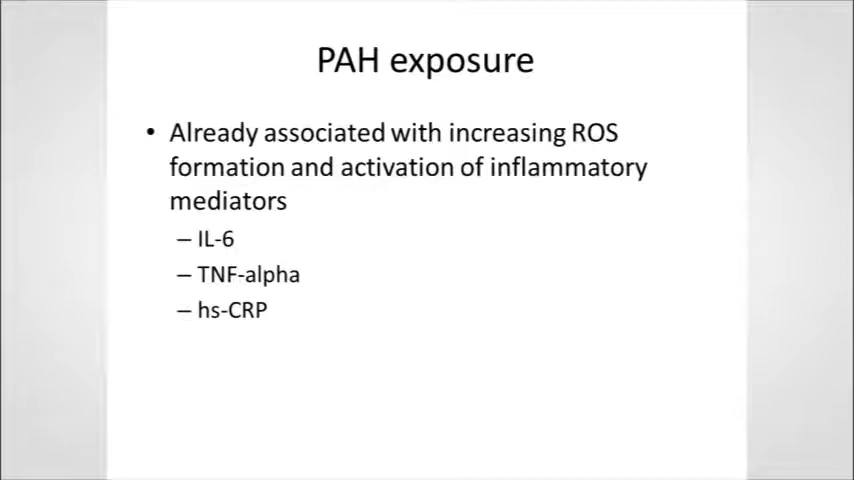 PAH exposure
• Already associated with increasing ROS
formation and activation of inflammatory
mediators
– IL-6
– TNF-alpha
– hs-CRP